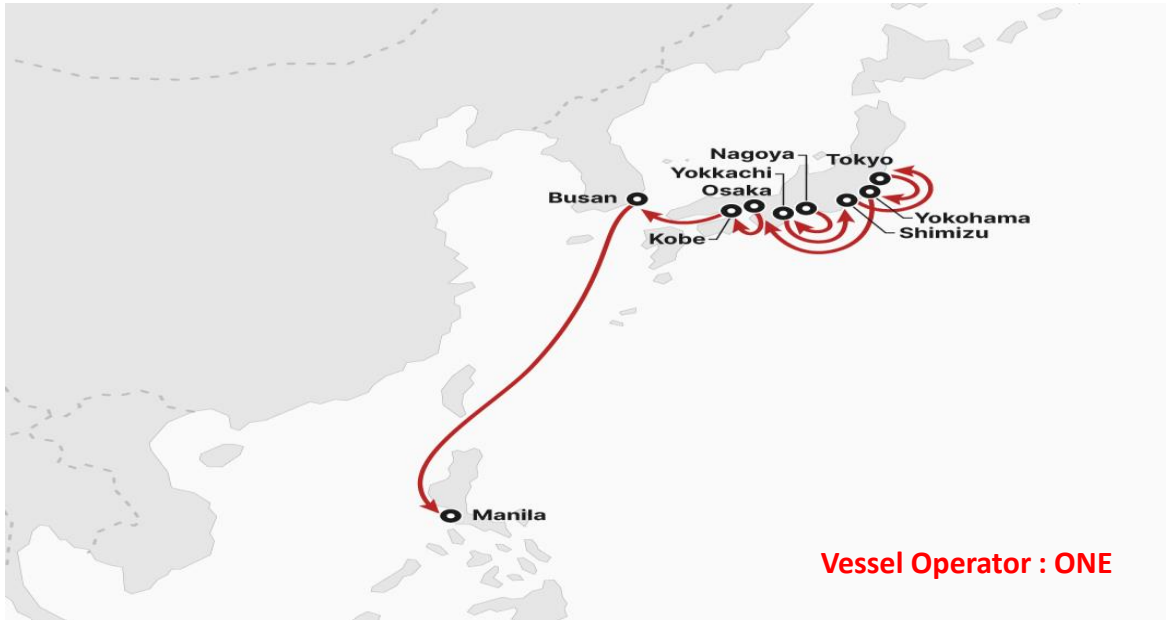 Nagoya
Tokyo
Yokkachi
Osaka
Busan
Yokohama
Kobe
Shimizu
Manila
Vessel Operator : ONE